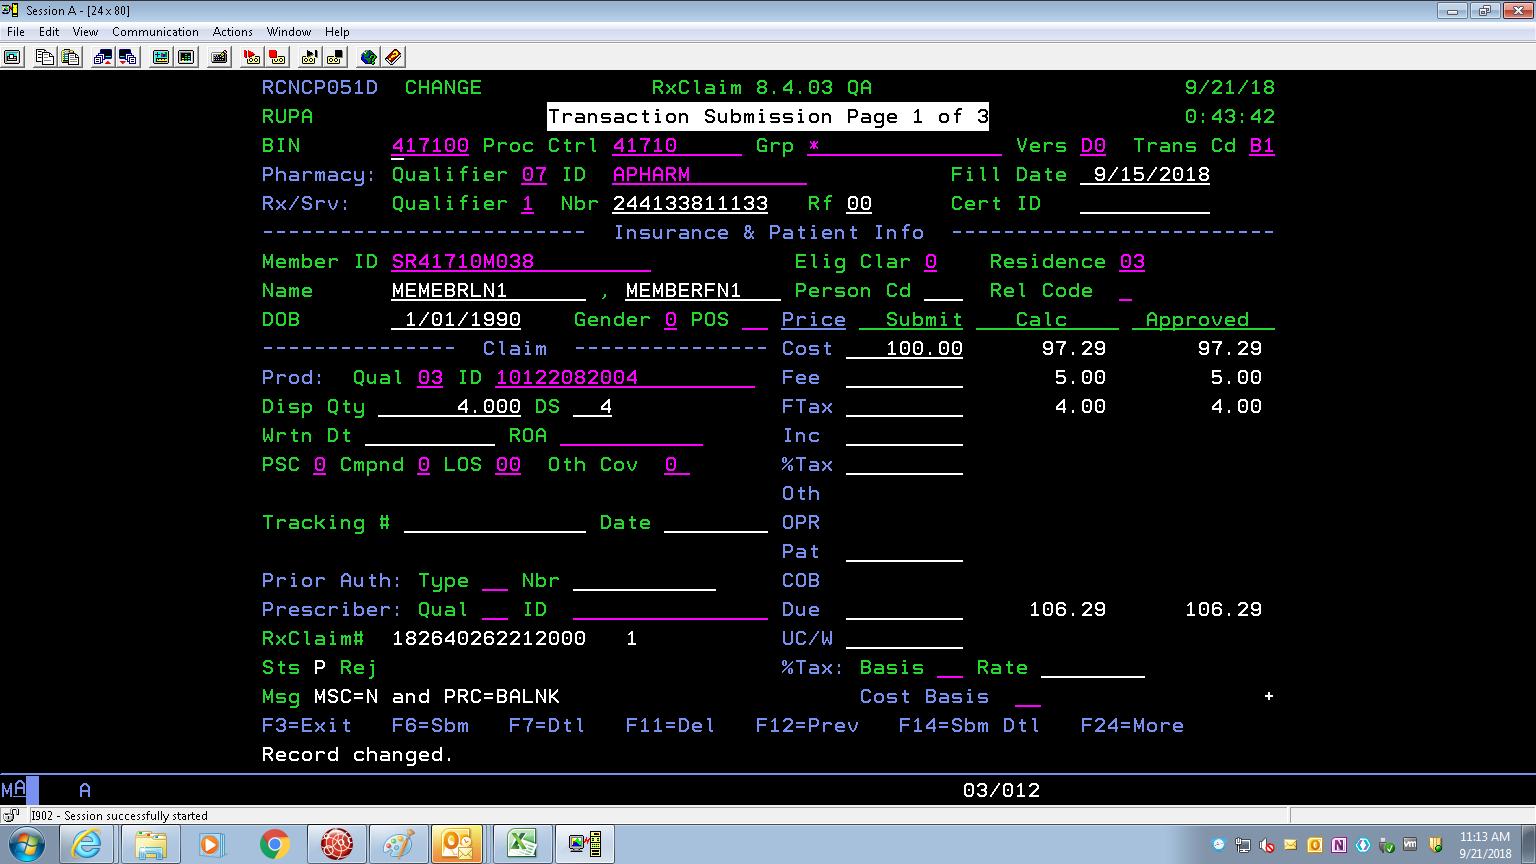 Session A - [24 x 80]
File Edit View Communication Actions Window Help
RCNCP051D CHANGE RxClaim 8.4.03 QA 9/21/18
RUPA Transaction Submission Page 1 of 3 0:43:42
BIN 417100 Proc Ctrl 41710 Grp * Vers D0 Trans Cd B1
Pharmacy: Qualifier 07 ID APHARM Fill Date 9/15/2018
Rx/Srv: Qualifier 1 Nbr 244133811133 Rf 00 Cert ID
------------------------- Insurance & Patient Info -------------------------
Member ID SR41710M038 Elig Clar 0 Residence 03
Name MEMEBRLN1 , MEMBERFN1 Person Cd Rel Code
DOB 1/01/1990 Gender 0 POS Price Submit Calc Approved
--------------- Claim --------------- Cost 100.00 97.29 97.29
Prod: Qual 03 ID 10122082004 Fee 5.00 5.00
Disp Qty 4.000 DS 4 FTax 4.00 4.00
Wrtn Dt ROA Inc
PSC 0 Cmpnd 0 LOS 00 Oth Cov 0 %Tax
Oth
Tracking # Date OPR
Pat
Prior Auth: Type Nbr COB
Prescriber: Qual ID Due 106.29 106.29
RxClaim# 182640262212000 1 UC/W
Sts P Rej %Tax: Basis Rate
Msg MSC=N and PRC=BALNK Cost Basis +
F3=Exit F6=Sbm F7=Dtl F11=Del F12=Prev F14=Sbm Dtl F24=More
Record changed.
MA A 03/012
I902 - Session successfully started
11:13 AM
9/21/2018